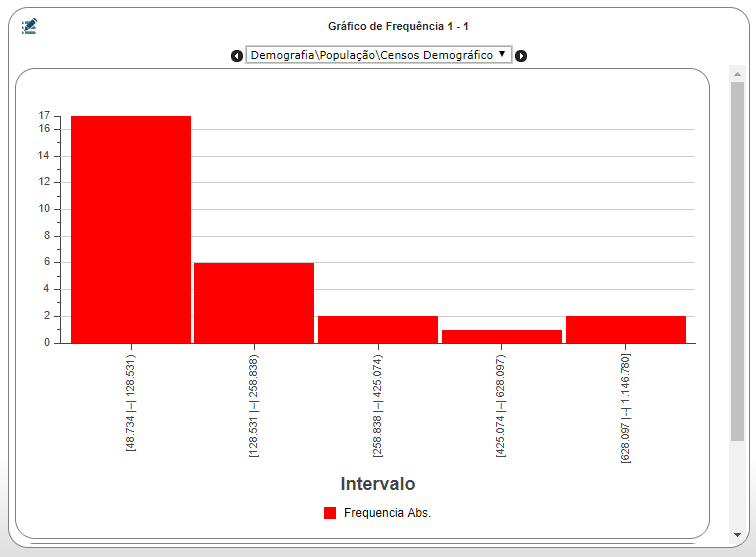 Gráfico de Frequência 1 - 1
Demografia\População\Censos Demográfico
17
16
14
12
10
8
6
4
2
0
[48.734 |--| 128.531)
[128.531 |--| 258.838)
[258.838 |--| 425.074)
[425.074 |--| 628.097)
[628.097 |--| 1.146.780]
Intervalo
Frequencia Abs.